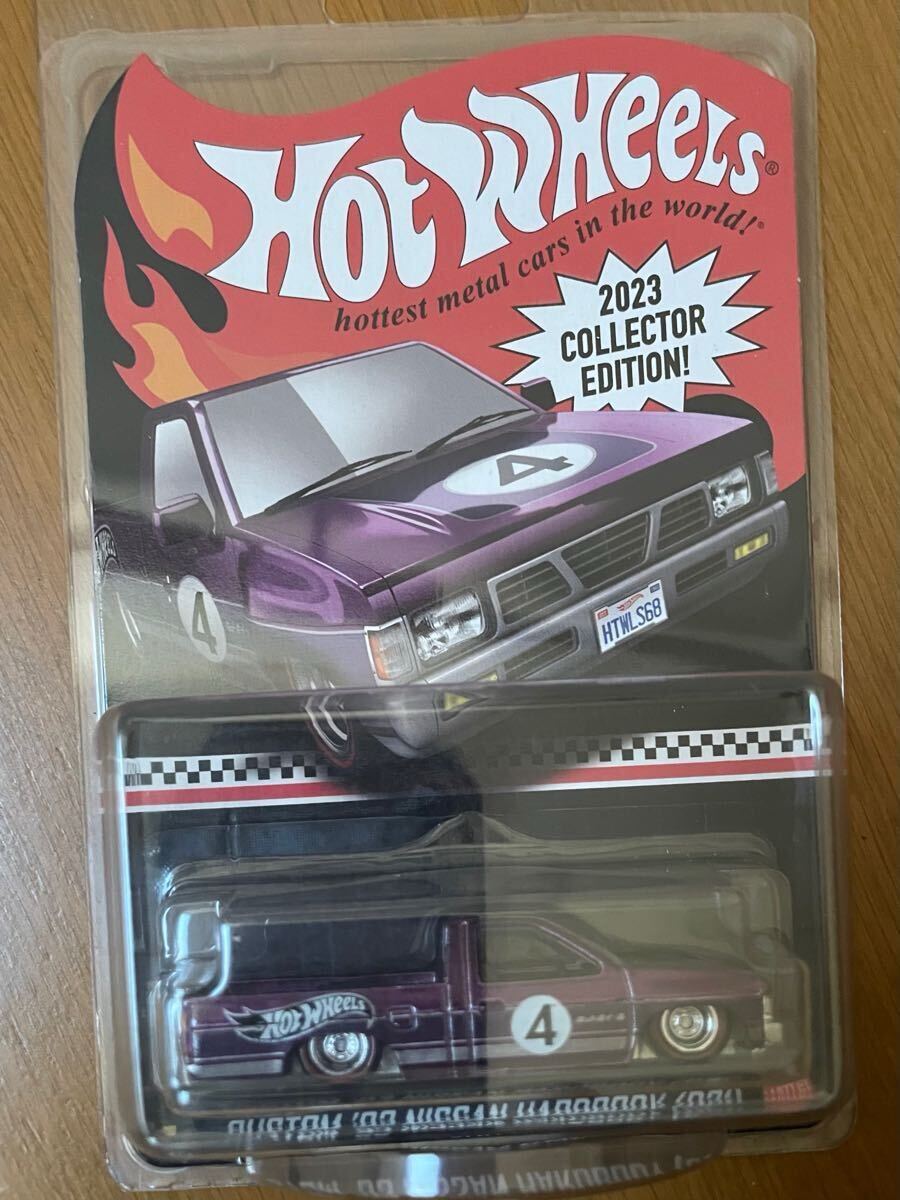 HOT WHEELS®
hottest metal cars in the world!®
2023
COLLECTOR
EDITION!
4
HTWLS68
4
HOT WHEELS
4